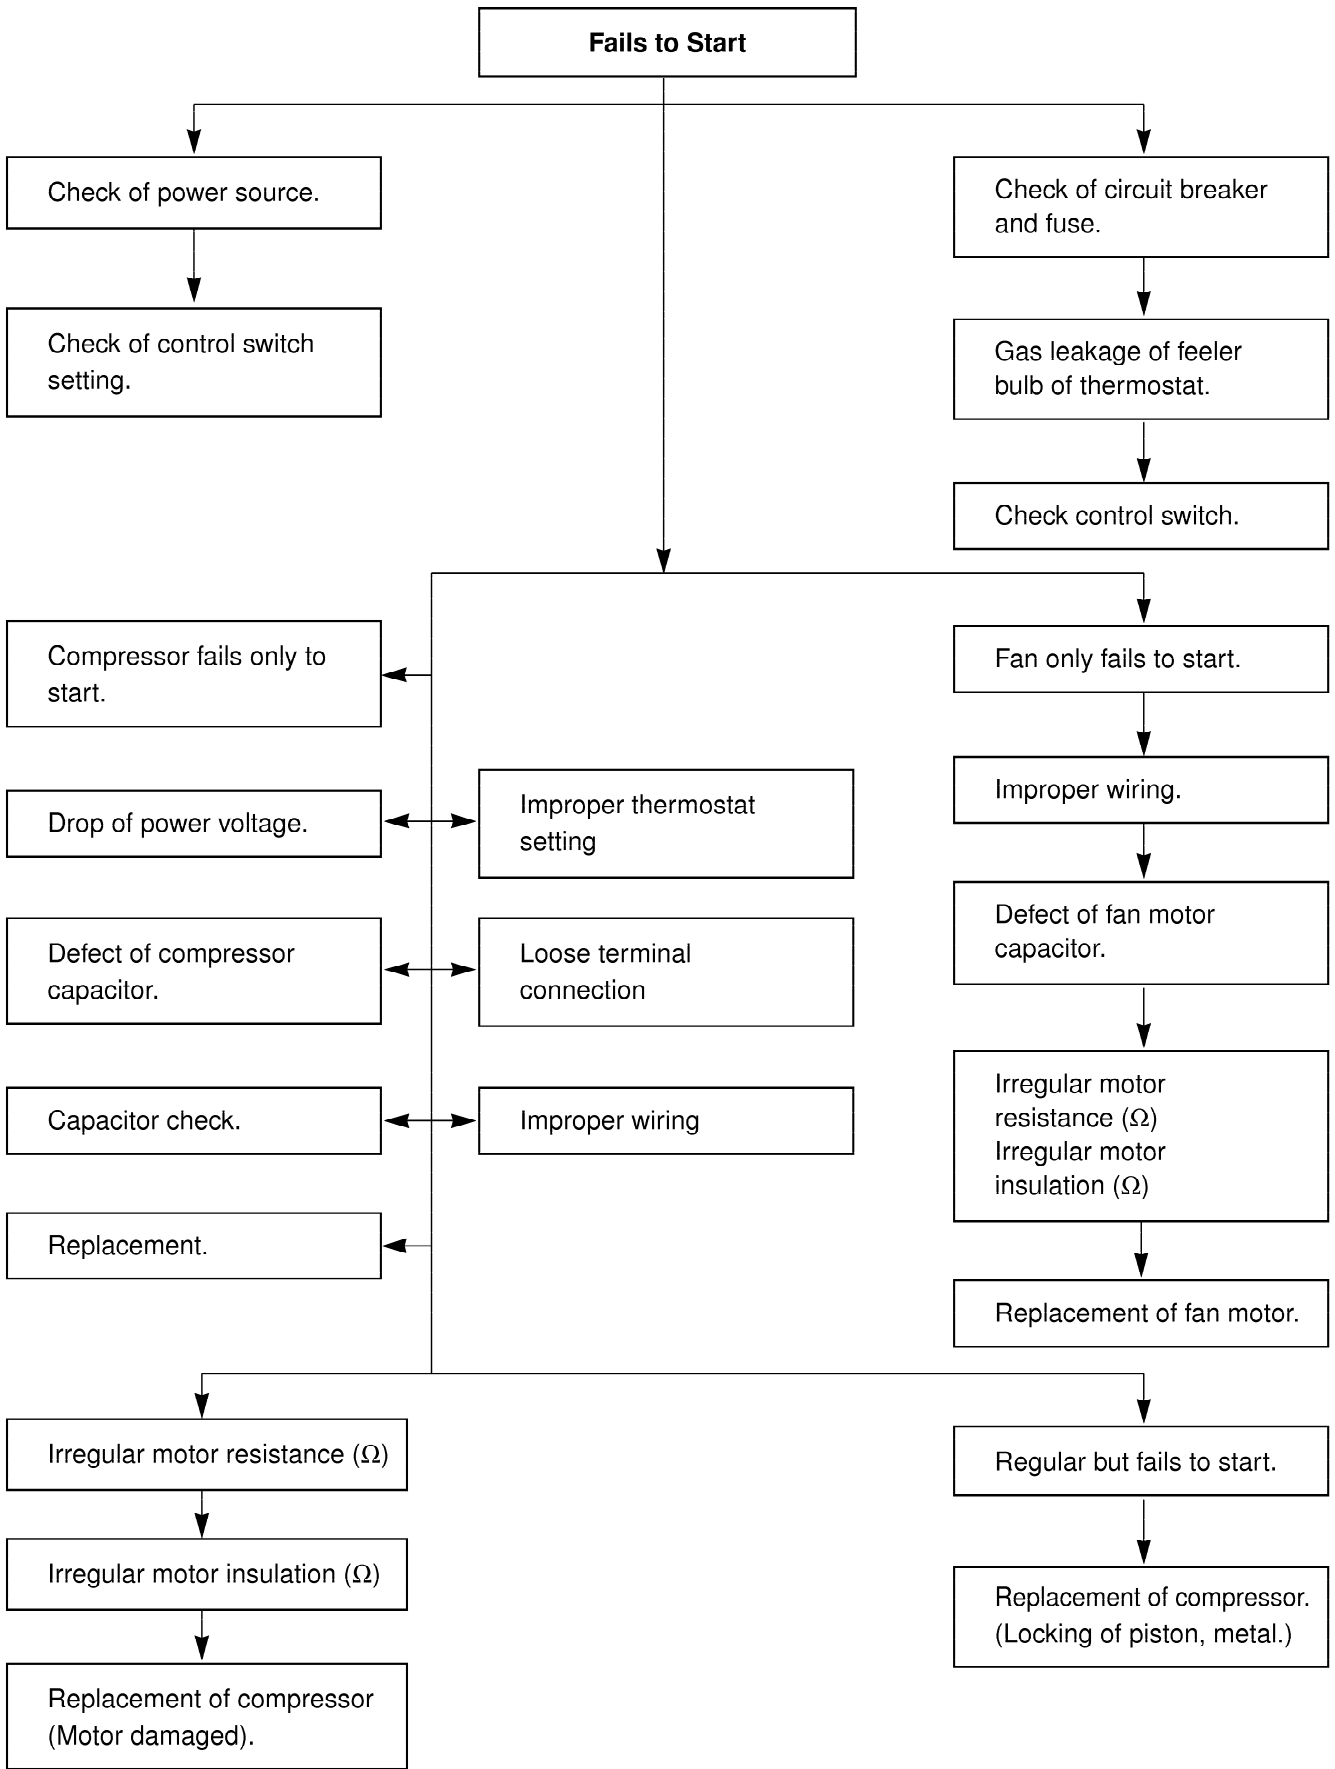 Fails to Start
Check of power source.
Check of circuit breaker
and fuse.
Check of control switch
setting.
Gas leakage of feeler
bulb of thermostat.
Check control switch.
Compressor fails only to
start.
Fan only fails to start.
Drop of power voltage.
Improper thermostat
setting
Improper wiring.
Defect of compressor
capacitor.
Loose terminal
connection
Defect of fan motor
capacitor.
Capacitor check.
Improper wiring
Irregular motor
resistance (Ω)
Irregular motor
insulation (Ω)
Replacement.
Replacement of fan motor.
Irregular motor resistance (Ω)
Regular but fails to start.
Irregular motor insulation (Ω)
Replacement of compressor.
(Locking of piston, metal.)
Replacement of compressor
(Motor damaged).